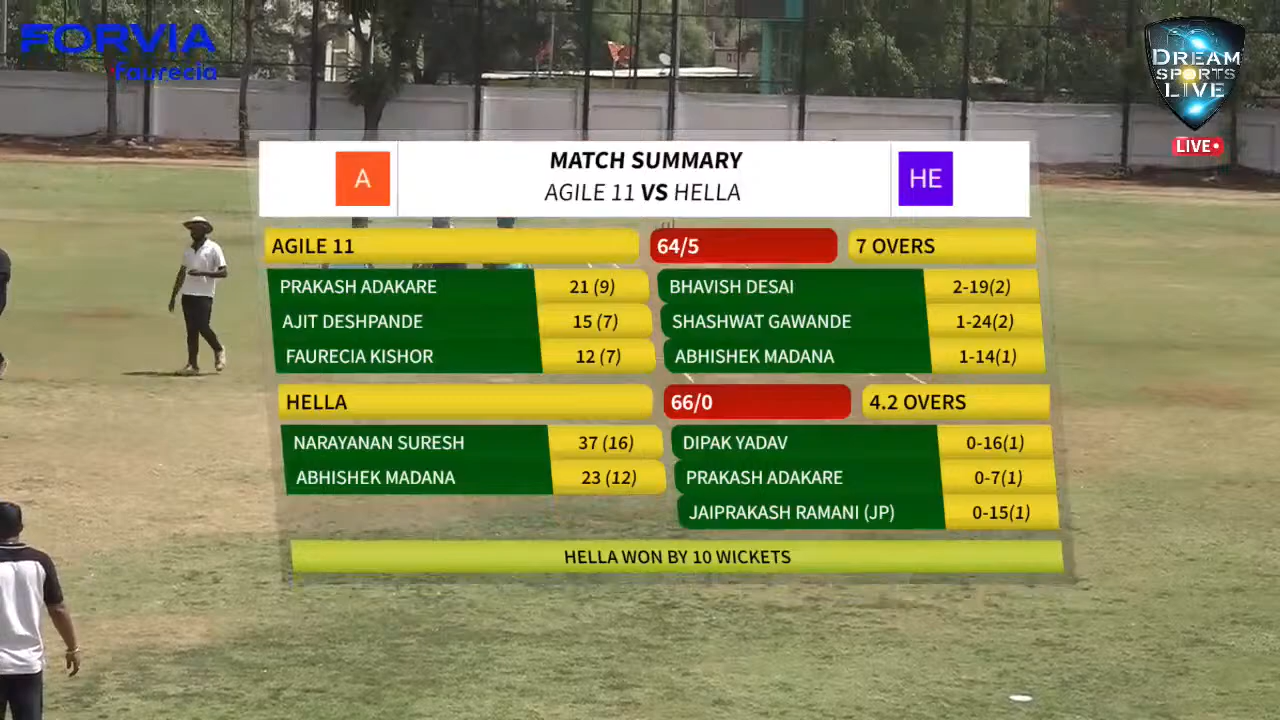 FORVIA
faurecia
DREAM
SPORTS
LIVE
LIVE
A
MATCH SUMMARY
HE
AGILE 11 VS HELLA
AGILE 11 64/5 7 OVERS
PRAKASH ADAKARE 21 (9) BHAVISH DESAI 2-19(2)
AJIT DESHPANDE 15 (7) SHASHWAT GAWANDE 1-24(2)
FAURECIA KISHOR 12 (7) ABHISHEK MADANA 1-14(1)
HELLA 66/0 4.2 OVERS
NARAYANAN SURESH 37 (16) DIPAK YADAV 0-16(1)
ABHISHEK MADANA 23 (12) PRAKASH ADAKARE 0-7(1)
JAIPRAKASH RAMANI (JP) 0-15(1)
HELLA WON BY 10 WICKETS